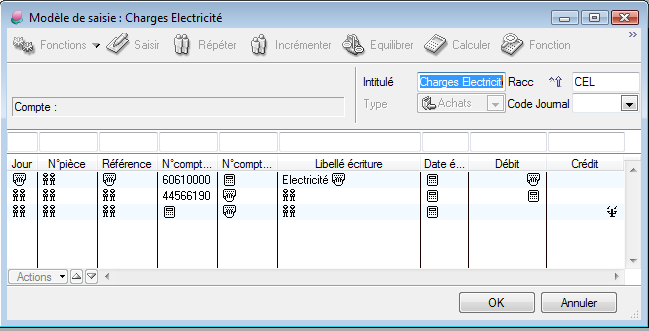 Modèle de saisie : Charges Electricité
Fonctions Saisir Répéter Incrémenter Equilibrer Calculer Fonction
Intitulé Charges Electricit Racc CEL
Compte : Type Achats Code Journal
Jour N°pièce Référence N°compt... N°compt... Libellé écriture Date é... Débit Crédit
60610000 Electricité
44566190
Actions
OK Annuler